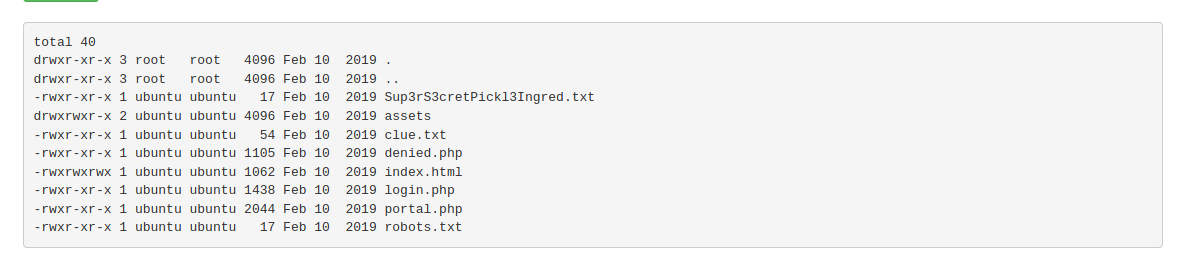 total 40
drwxr-xr-x 3 root   root   4096 Feb 10  2019 .
drwxr-xr-x 3 root   root   4096 Feb 10  2019 ..
-rwxr-xr-x 1 ubuntu ubuntu   17 Feb 10  2019 Sup3rS3cretPickl3Ingred.txt
drwxrwxr-x 2 ubuntu ubuntu 4096 Feb 10  2019 assets
-rwxr-xr-x 1 ubuntu ubuntu   54 Feb 10  2019 clue.txt
-rwxr-xr-x 1 ubuntu ubuntu 1105 Feb 10  2019 denied.php
-rwxrwxrwx 1 ubuntu ubuntu 1062 Feb 10  2019 index.html
-rwxr-xr-x 1 ubuntu ubuntu 1438 Feb 10  2019 login.php
-rwxr-xr-x 1 ubuntu ubuntu 2044 Feb 10  2019 portal.php
-rwxr-xr-x 1 ubuntu ubuntu   17 Feb 10  2019 robots.txt